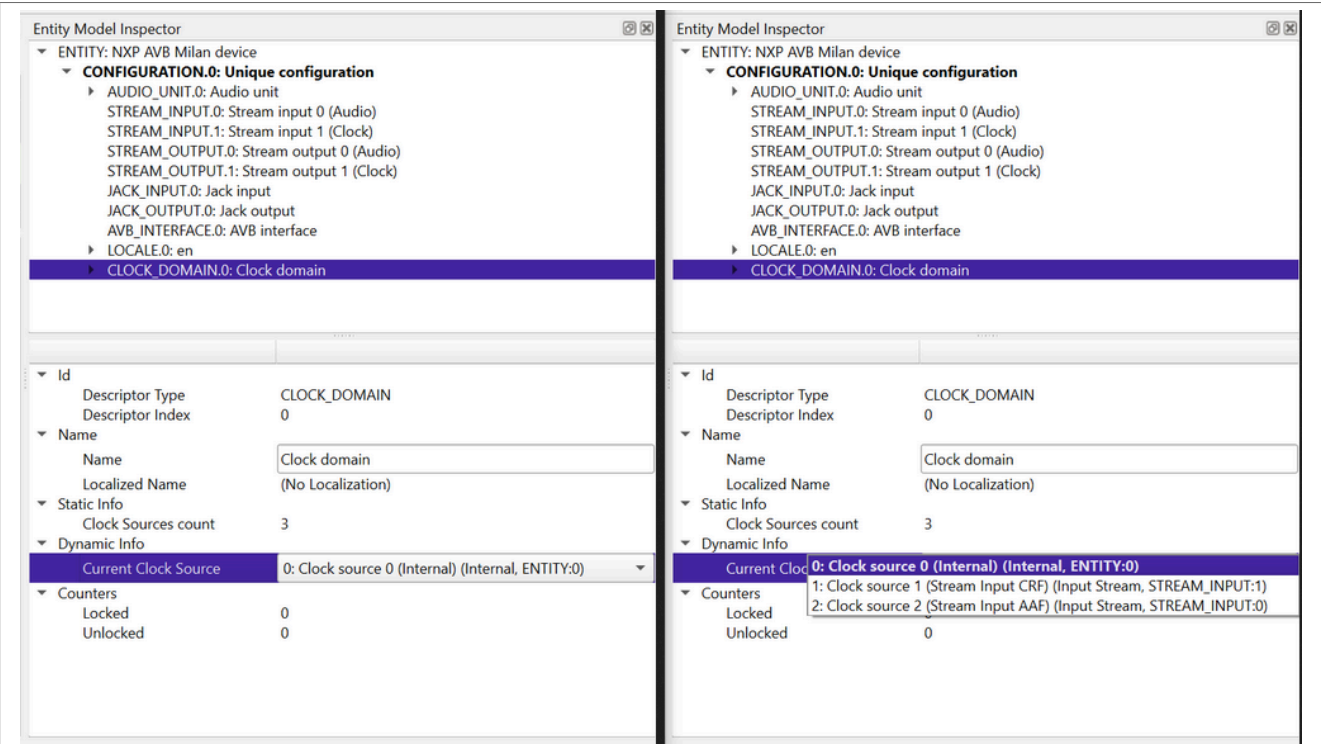 Entity Model Inspector
ENTITY: NXP AVB Milan device
CONFIGURATION.0: Unique configuration
AUDIO_UNIT.0: Audio unit
STREAM_INPUT.0: Stream input 0 (Audio)
STREAM_INPUT.1: Stream input 1 (Clock)
STREAM_OUTPUT.0: Stream output 0 (Audio)
STREAM_OUTPUT.1: Stream output 1 (Clock)
JACK_INPUT.0: Jack input
JACK_OUTPUT.0: Jack output
AVB_INTERFACE.0: AVB interface
LOCALE.0: en
CLOCK_DOMAIN.0: Clock domain
Id
Descriptor Type CLOCK_DOMAIN
Descriptor Index 0
Name
Name Clock domain
Localized Name (No Localization)
Static Info
Clock Sources count 3
Dynamic Info
Current Clock Source 0: Clock source 0 (Internal) (Internal, ENTITY:0)
Counters
Locked 0
Unlocked 0
Entity Model Inspector
ENTITY: NXP AVB Milan device
CONFIGURATION.0: Unique configuration
AUDIO_UNIT.0: Audio unit
STREAM_INPUT.0: Stream input 0 (Audio)
STREAM_INPUT.1: Stream input 1 (Clock)
STREAM_OUTPUT.0: Stream output 0 (Audio)
STREAM_OUTPUT.1: Stream output 1 (Clock)
JACK_INPUT.0: Jack input
JACK_OUTPUT.0: Jack output
AVB_INTERFACE.0: AVB interface
LOCALE.0: en
CLOCK_DOMAIN.0: Clock domain
Id
Descriptor Type CLOCK_DOMAIN
Descriptor Index 0
Name
Name Clock domain
Localized Name (No Localization)
Static Info
Clock Sources count 3
Dynamic Info
Current Cloc 0: Clock source 0 (Internal) (Internal, ENTITY:0)
Counters 1: Clock source 1 (Stream Input CRF) (Input Stream, STREAM_INPUT:1)
Locked 2: Clock source 2 (Stream Input AAF) (Input Stream, STREAM_INPUT:0)
Unlocked 0